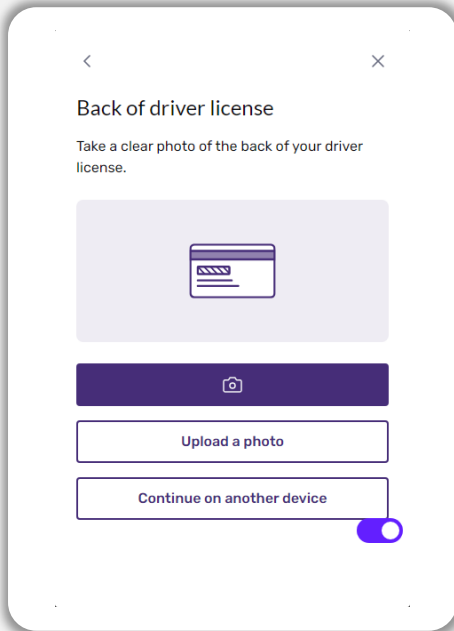 Back of driver license
Take a clear photo of the back of your driver
license.
Upload a photo
Continue on another device